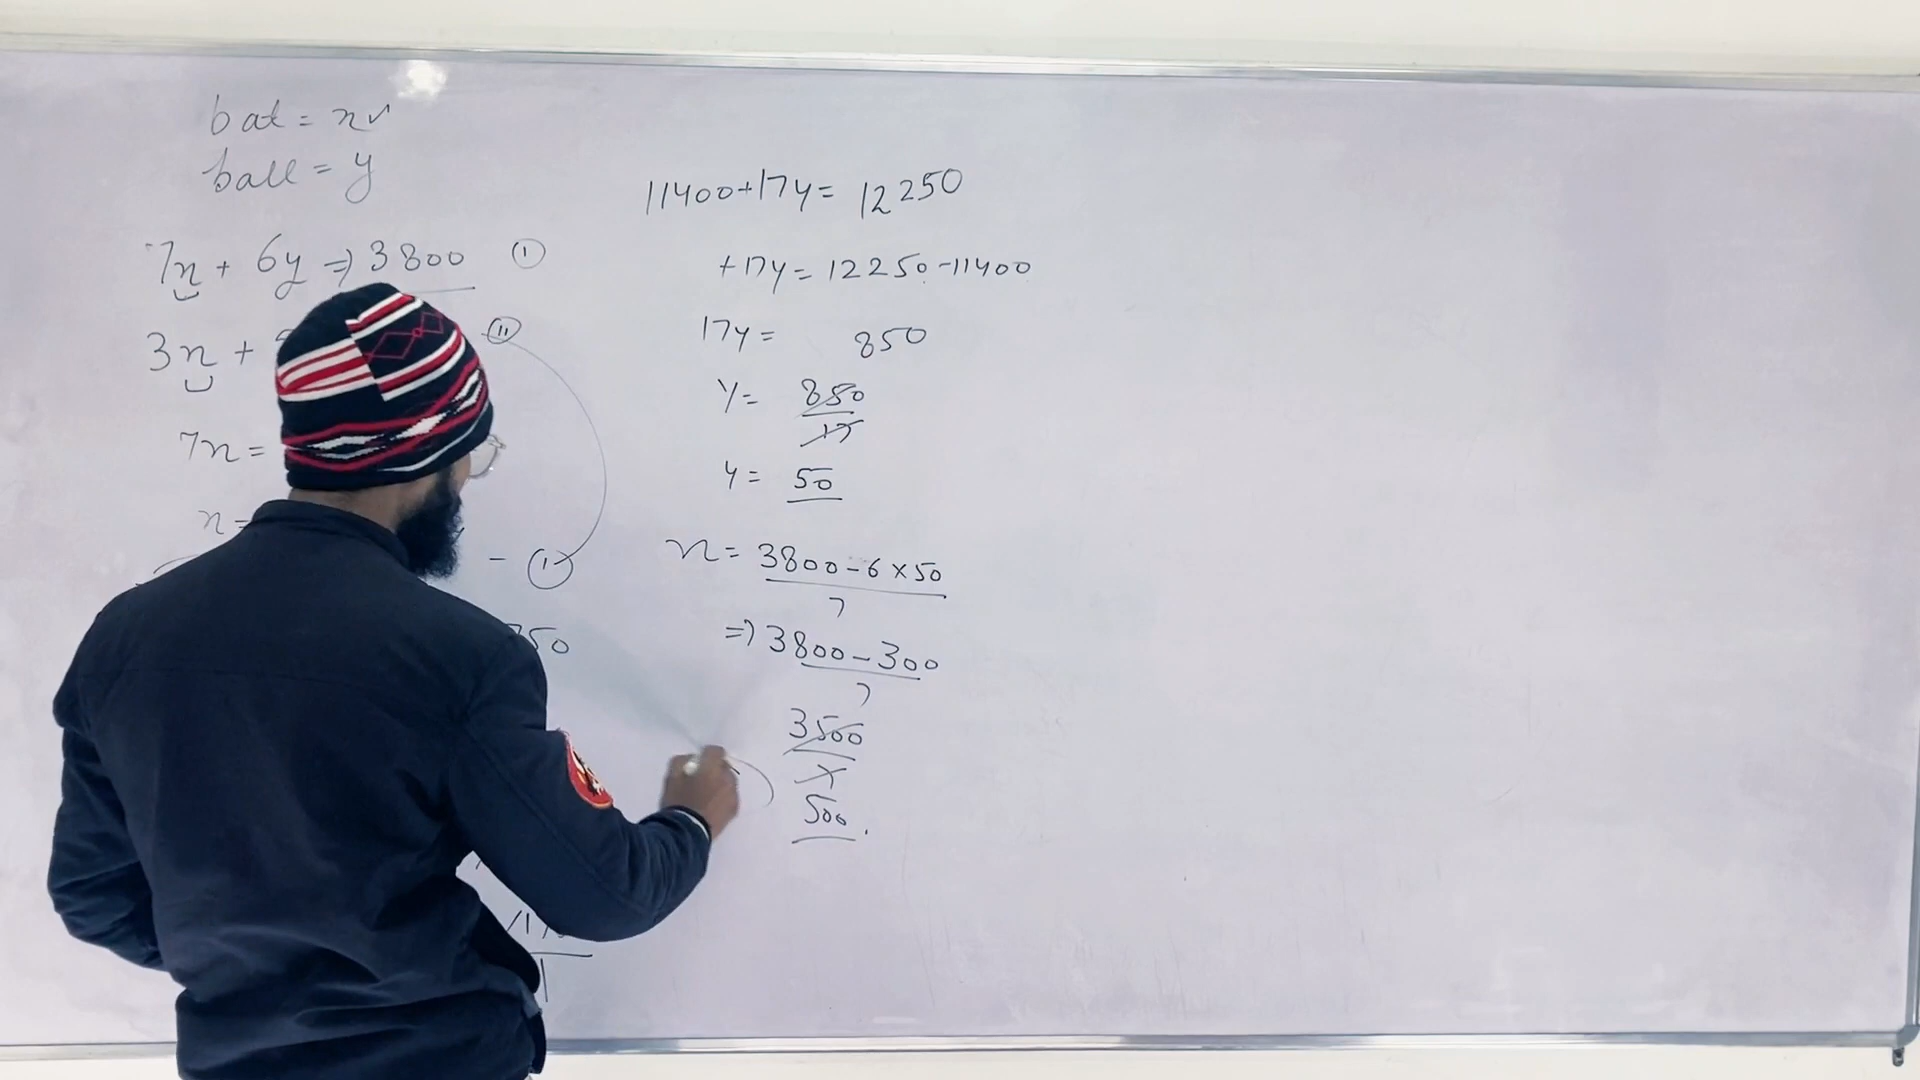 bat = x ✓
ball = y
7x + 6y ⇒ 3800 (1)
3x + (11)
7x =
x =
- (1)
50
11400+17y = 12250
+17y = 12250-11400
17y = 850
y = 850
17
y = 50
x = 3800-6×50
7
⇒ 3800-300
7
3500
7
500.